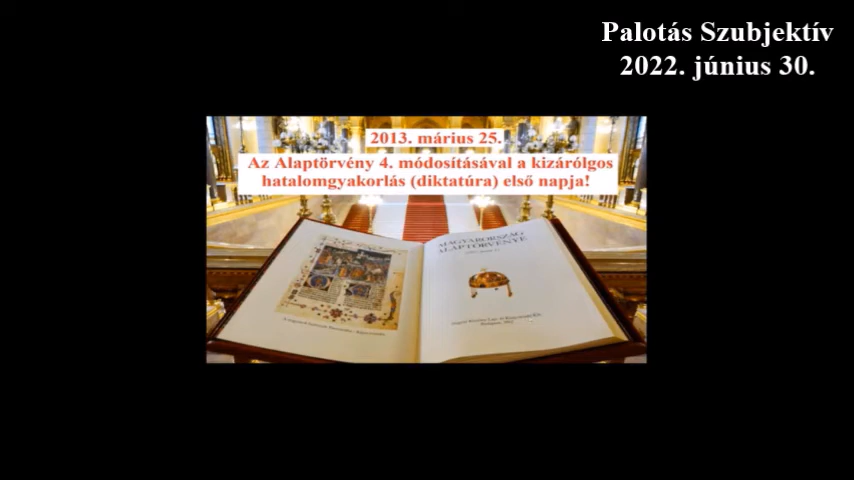 Palotás Szubjektív
2022. június 30.
2013. március 25.
Az Alaptörvény 4. módosításával a kizárólgos
hatalomgyakorlás (diktatúra) első napja!
MAGYARORSZÁG
ALAPTÖRVÉNYE